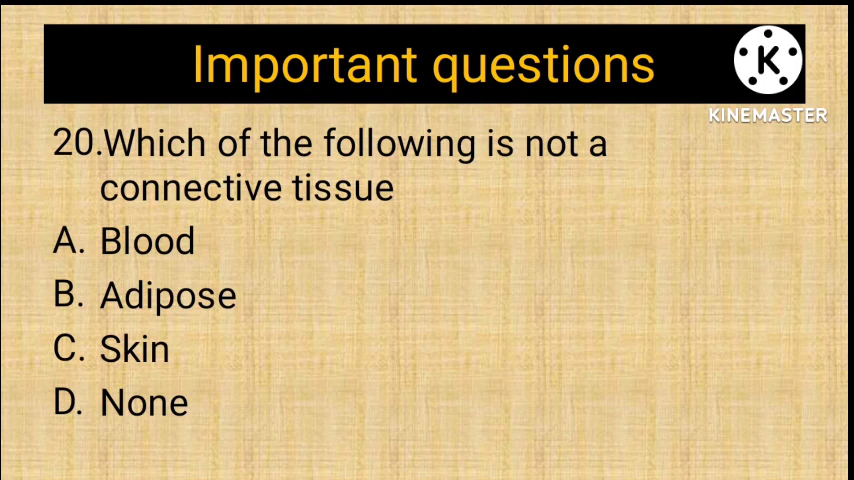 Important questions
KINEMASTER
20.Which of the following is not a
connective tissue
A. Blood
B. Adipose
C. Skin
D. None